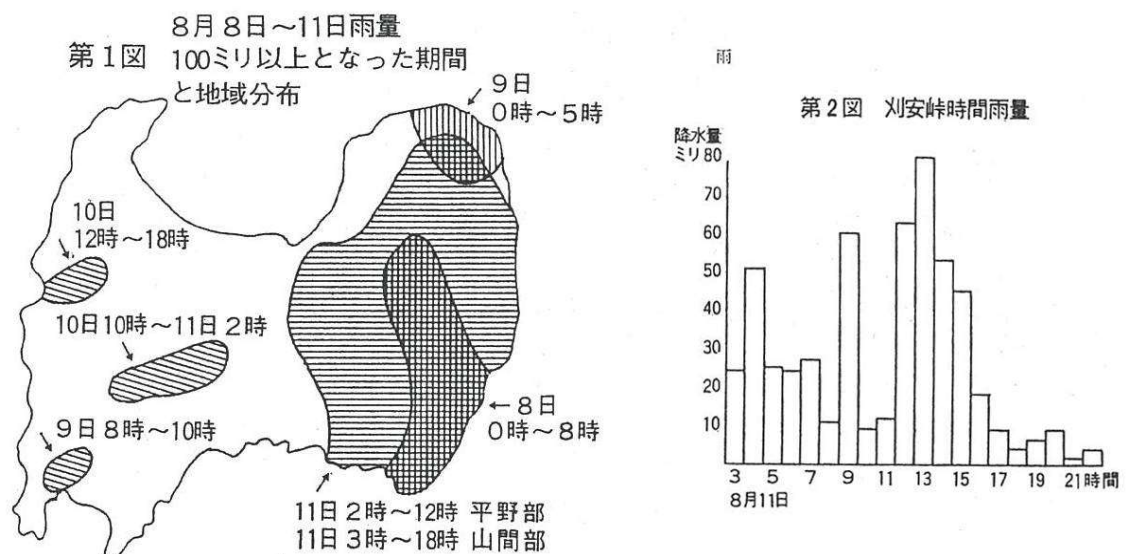 8月8日～11日雨量
第1図 100ミリ以上となった期間
と地域分布
9日
0時～5時
10日
12時～18時
10日10時～11日2時
9日8時～10時
8日
0時～8時
11日2時～12時 平野部
11日3時～18時 山間部
雨
第2図 刈安峠時間雨量
降水量
ミリ 80
70
60
50
40
30
20
10
3 5 7 9 11 13 15 17 19 21時間
8月11日